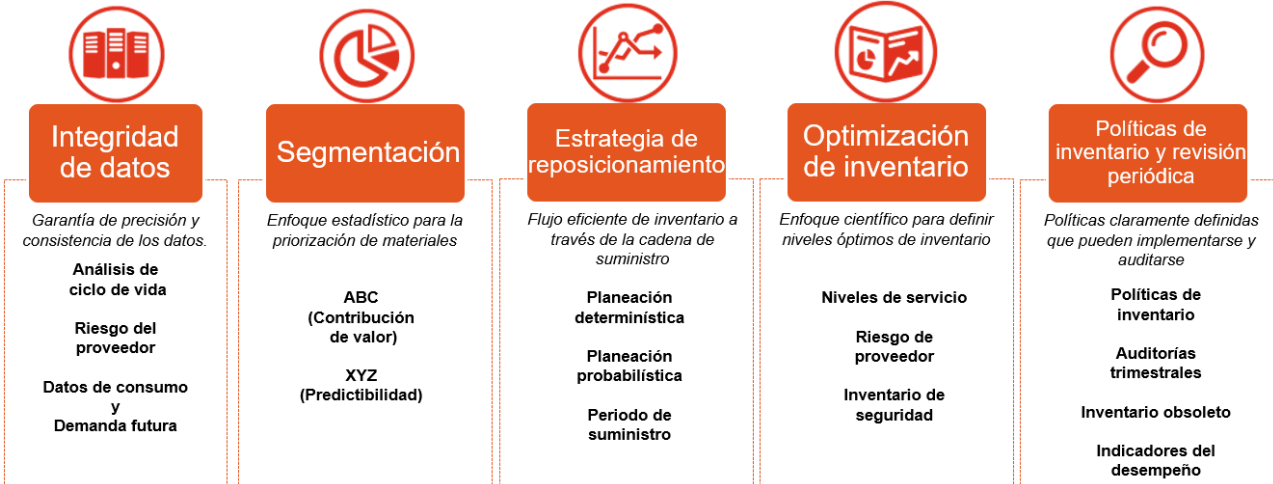 Integridad
de datos
Garantía de precisión y
consistencia de los datos.
Análisis de
ciclo de vida
Riesgo del
proveedor
Datos de consumo
y
Demanda futura
Segmentación
Enfoque estadístico para la
priorización de materiales
ABC
(Contribución
de valor)
XYZ
(Predictibilidad)
Estrategia de
reposicionamiento
Flujo eficiente de inventario a
través de la cadena de
suministro
Planeación
determinística
Planeación
probabilística
Periodo de
suministro
Optimización
de inventario
Enfoque científico para definir
niveles óptimos de inventario
Niveles de servicio
Riesgo de
proveedor
Inventario de
seguridad
Políticas de
inventario y revisión
periódica
Políticas claramente definidas
que pueden implementarse y
auditarse
Políticas de
inventario
Auditorías
trimestrales
Inventario obsoleto
Indicadores del
desempeño